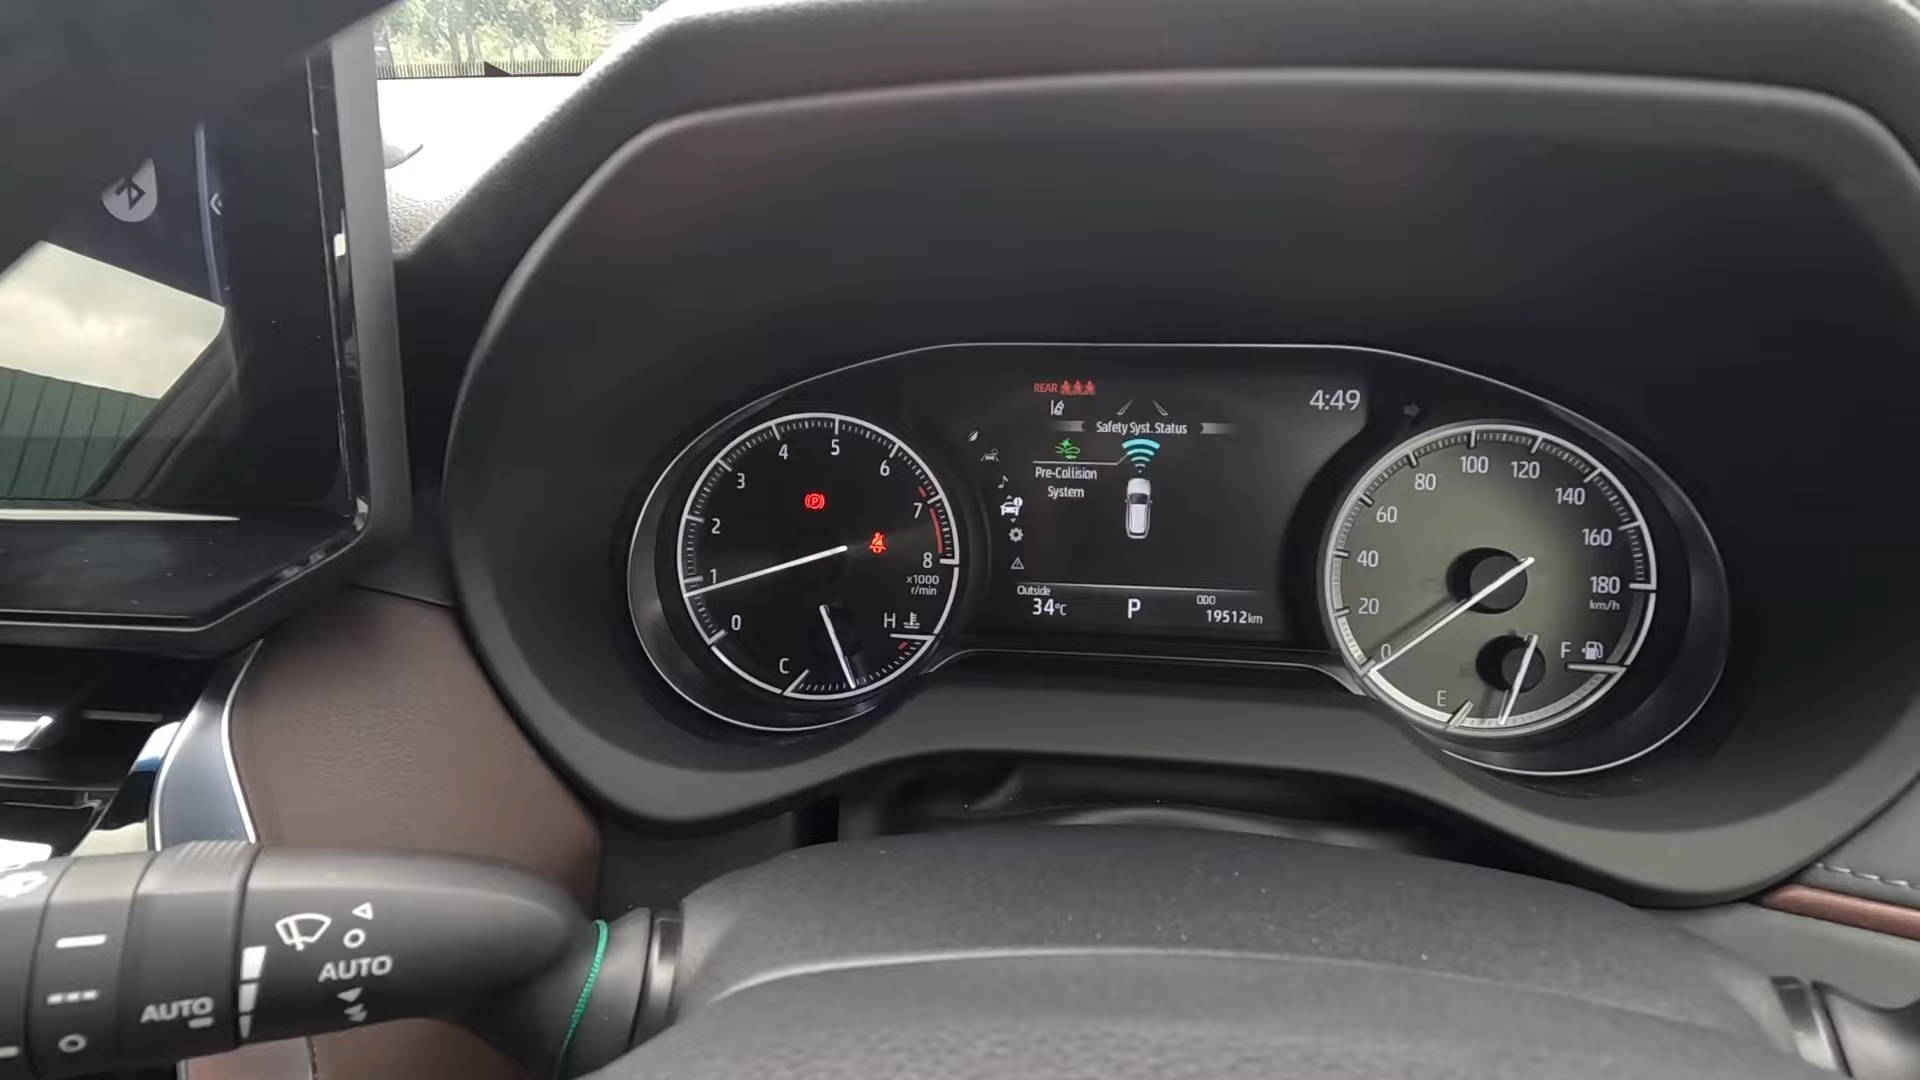 REAR
4:49
Safety Syst. Status
Pre-Collision
System
Outside
34°C
P
ODO
19512km
0
1
2
3
4
5
6
7
8
x1000
r/min
H
C
0
20
40
60
80
100
120
140
160
180
km/h
F
E
AUTO
AUTO